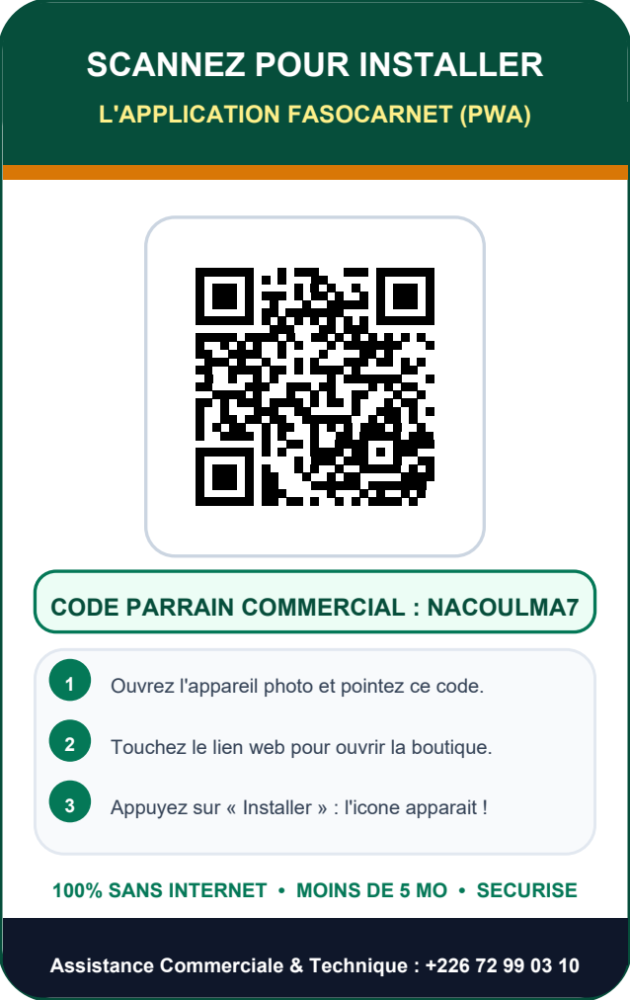 SCANNEZ POUR INSTALLER
L'APPLICATION FASOCARNET (PWA)
CODE PARRAIN COMMERCIAL : NACOULMA7
1 Ouvrez l'appareil photo et pointez ce code.
2 Touchez le lien web pour ouvrir la boutique.
3 Appuyez sur « Installer » : l'icone apparait !
100% SANS INTERNET • MOINS DE 5 MO • SECURISE
Assistance Commerciale & Technique : +226 72 99 03 10